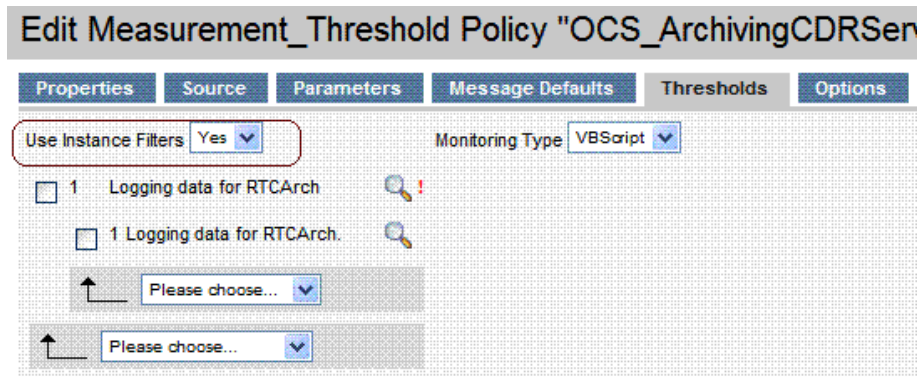 Edit Measurement_Threshold Policy "OCS_ArchivingCDRServ
Properties Source Parameters Message Defaults Thresholds Options
Use Instance Filters Yes Monitoring Type VBScript
1 Logging data for RTCArch !
1 Logging data for RTCArch.
Please choose...
Please choose...